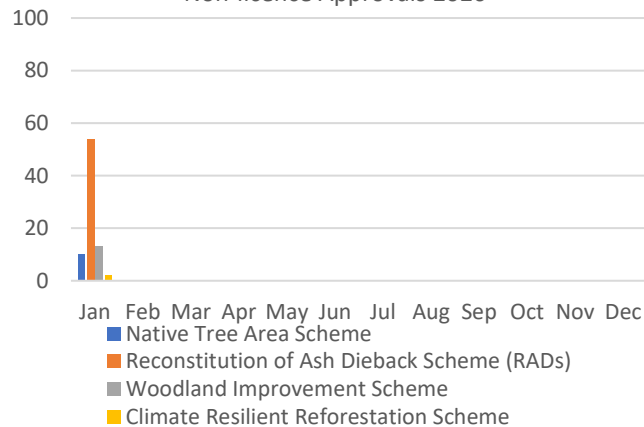 100
80
60
40
20
0
Jan Feb Mar Apr May Jun Jul Aug Sep Oct Nov Dec
Native Tree Area Scheme
Reconstitution of Ash Dieback Scheme (RADs)
Woodland Improvement Scheme
Climate Resilient Reforestation Scheme